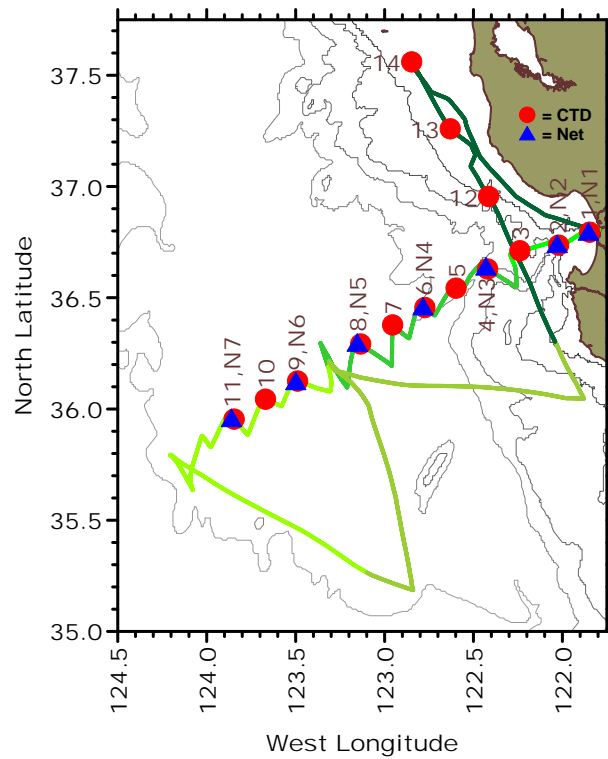 37.5
37.0
36.5
36.0
35.5
35.0
North Latitude
124.5
124.0
123.5
123.0
122.5
122.0
West Longitude
= CTD
= Net
14
13
12
1,N1
2,N2
3
4,N3
5
6,N4
7
8,N5
9,N6
10
11,N7